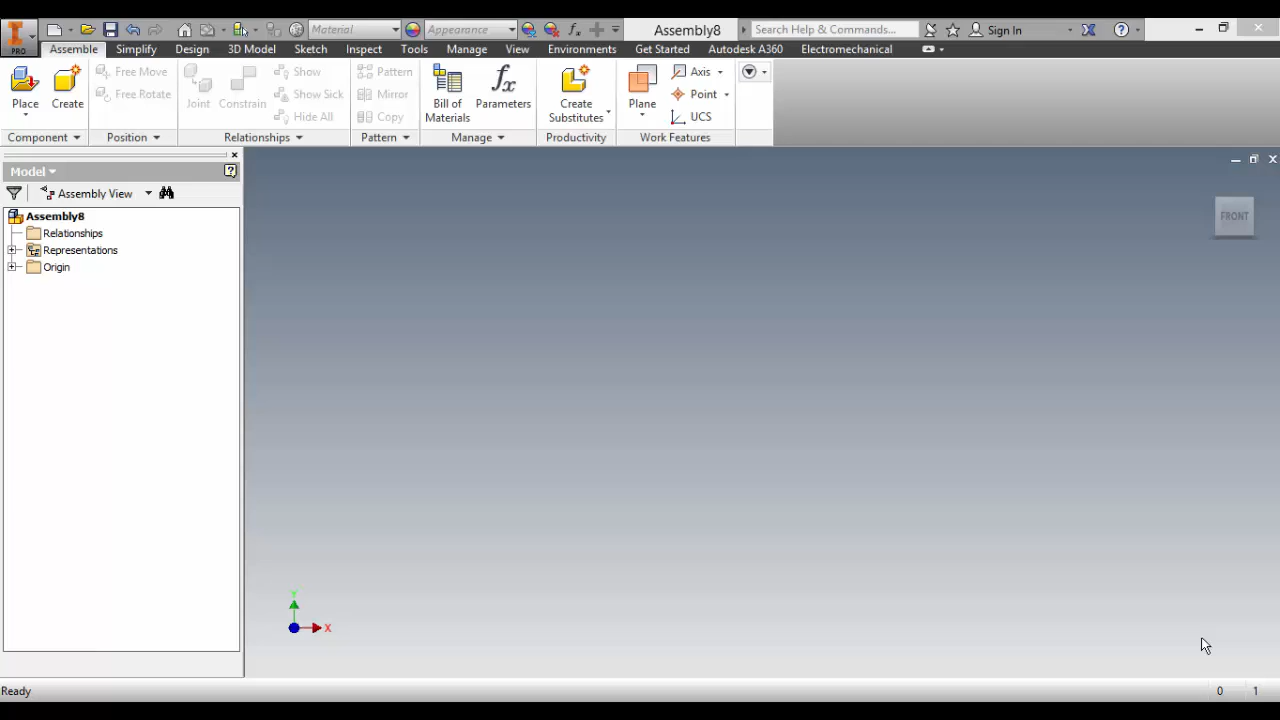 Material
Appearance
Assembly8
Search Help & Commands...
Sign In
PRO
Assemble Simplify Design 3D Model Sketch Inspect Tools Manage View Environments Get Started Autodesk A360 Electromechanical
Place
Create
Free Move
Free Rotate
Joint
Constrain
Show
Show Sick
Hide All
Pattern
Mirror
Copy
Bill of
Materials
fx Parameters
Create
Substitutes
Plane
Axis
Point
UCS
Component Position Relationships Pattern Manage Productivity Work Features
Model
Assembly View
Assembly8
Relationships
Representations
Origin
FRONT
Y
X
Ready 0 1